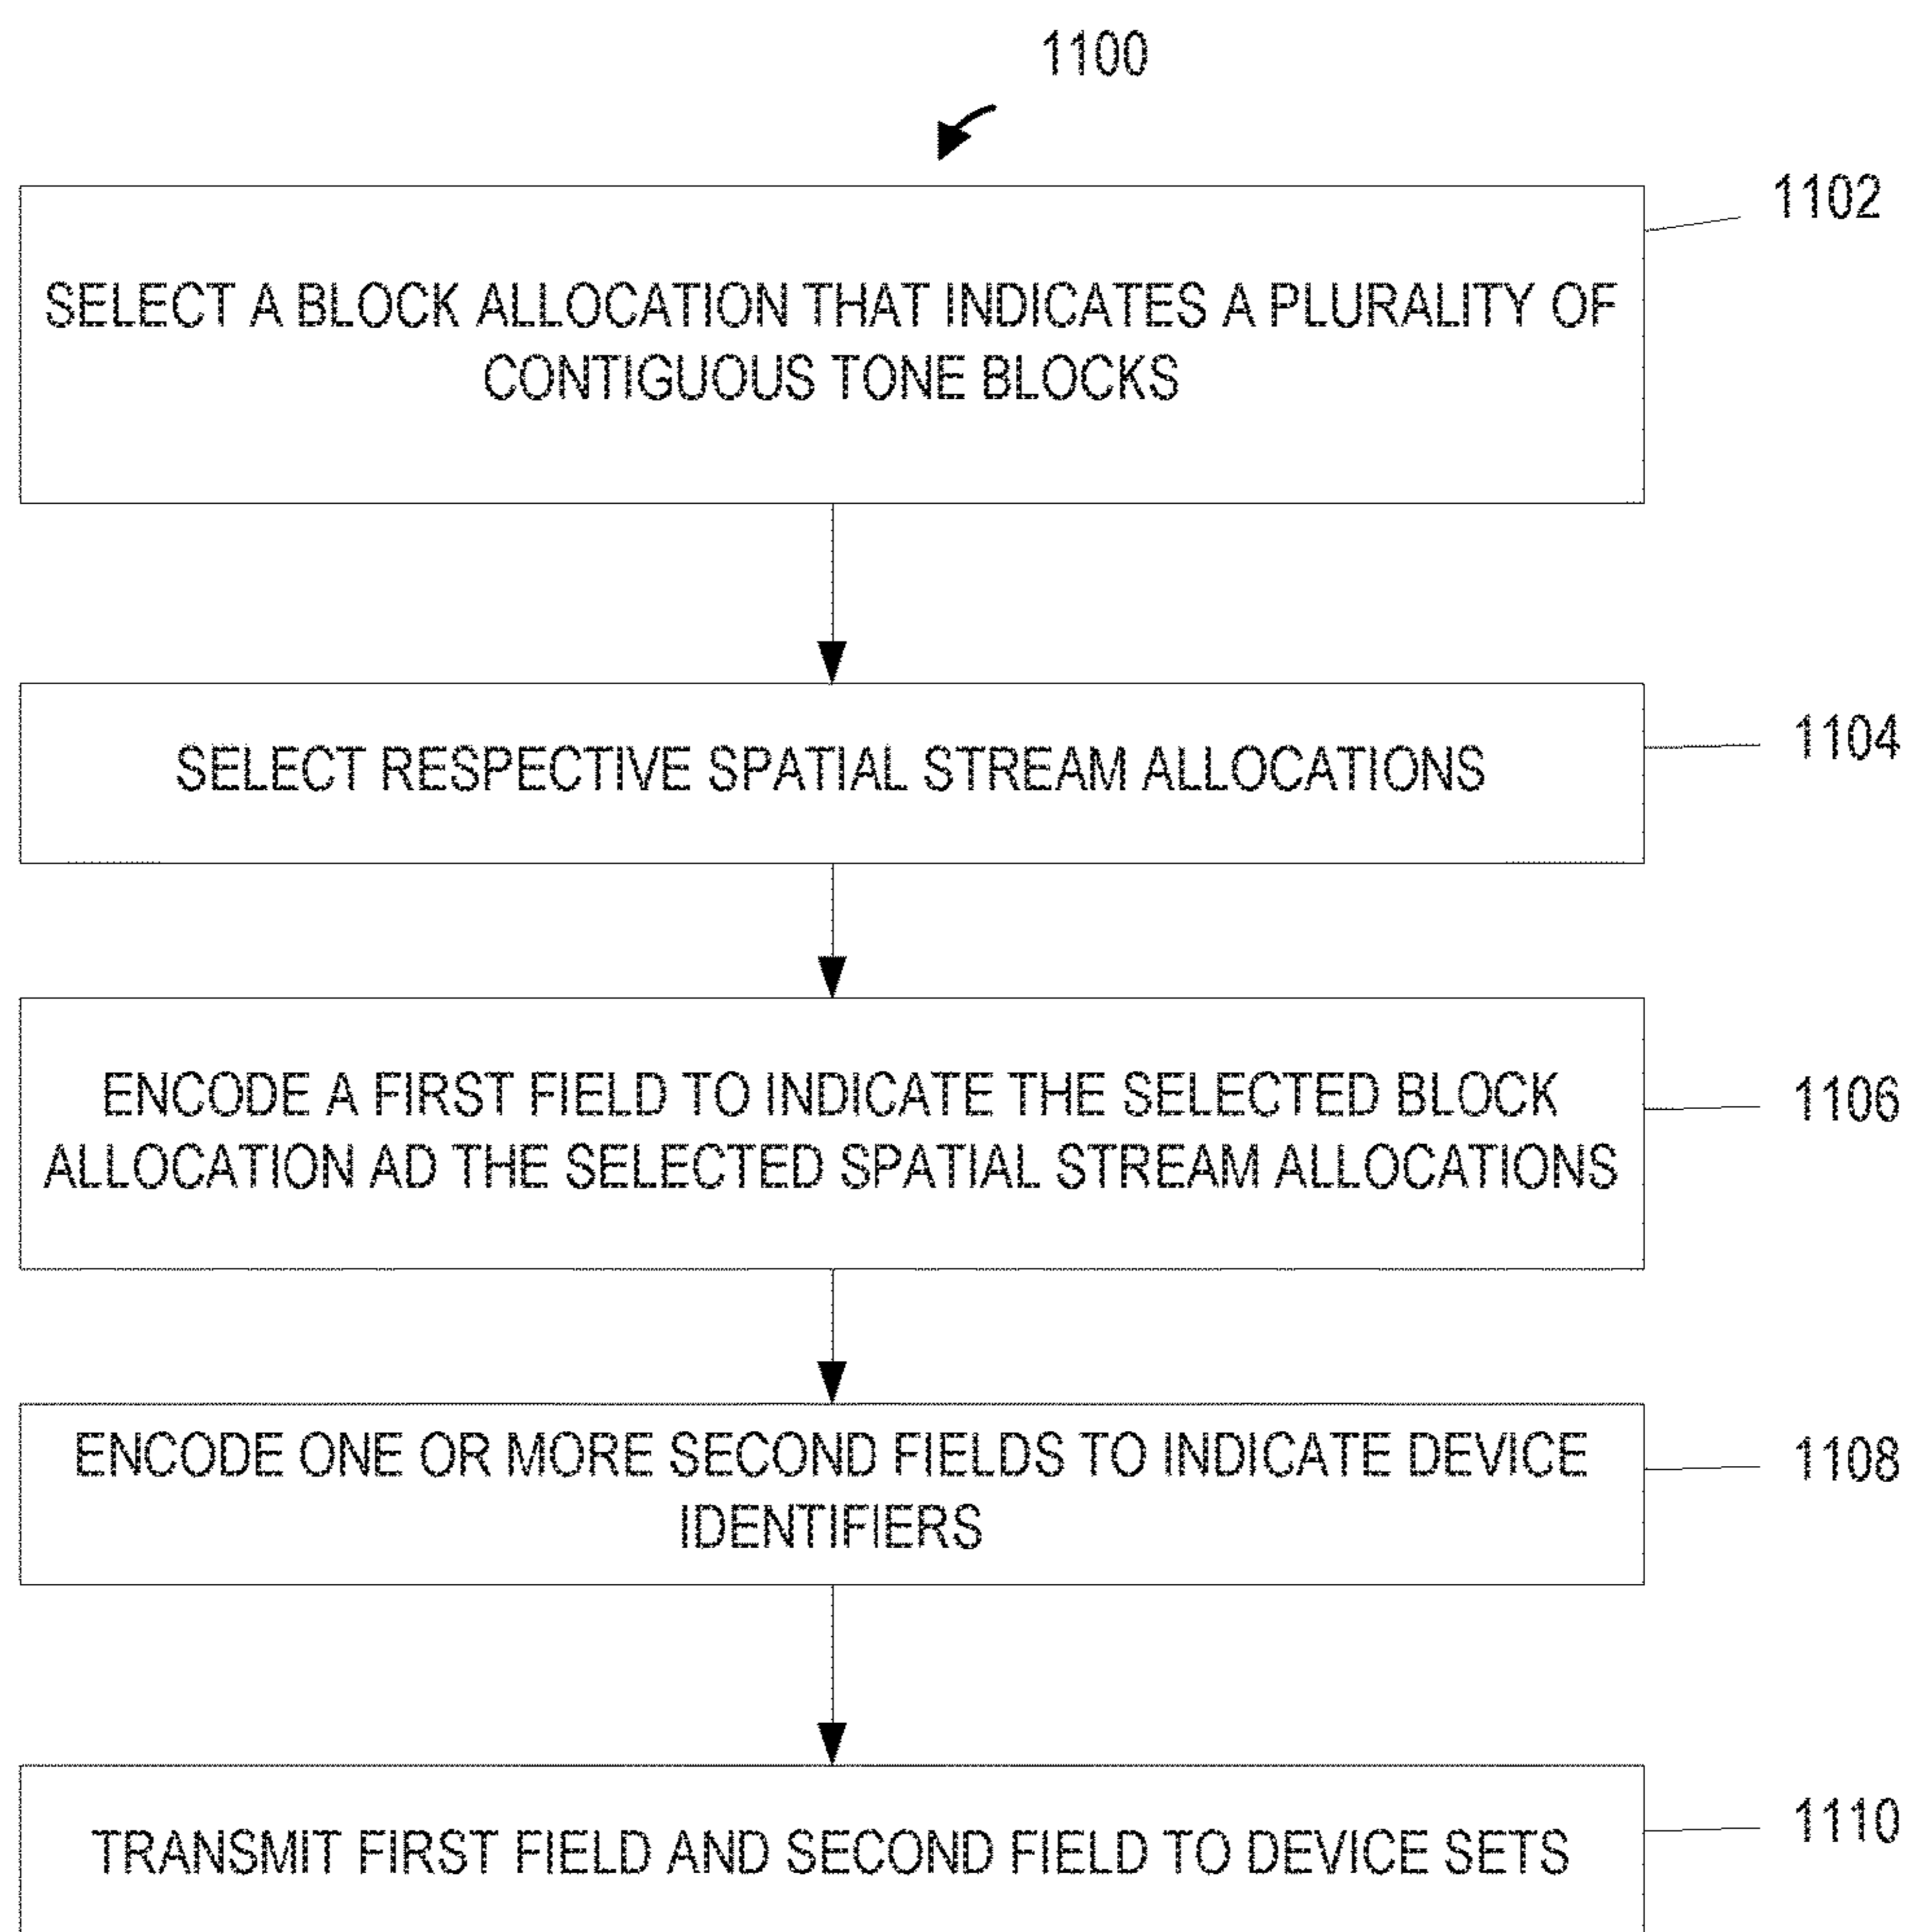 1100
1102
SELECT A BLOCK ALLOCATION THAT INDICATES A PLURALITY OF
CONTIGUOUS TONE BLOCKS
1104
SELECT RESPECTIVE SPATIAL STREAM ALLOCATIONS
1106
ENCODE A FIRST FIELD TO INDICATE THE SELECTED BLOCK
ALLOCATION AD THE SELECTED SPATIAL STREAM ALLOCATIONS
1108
ENCODE ONE OR MORE SECOND FIELDS TO INDICATE DEVICE
IDENTIFIERS
1110
TRANSMIT FIRST FIELD AND SECOND FIELD TO DEVICE SETS